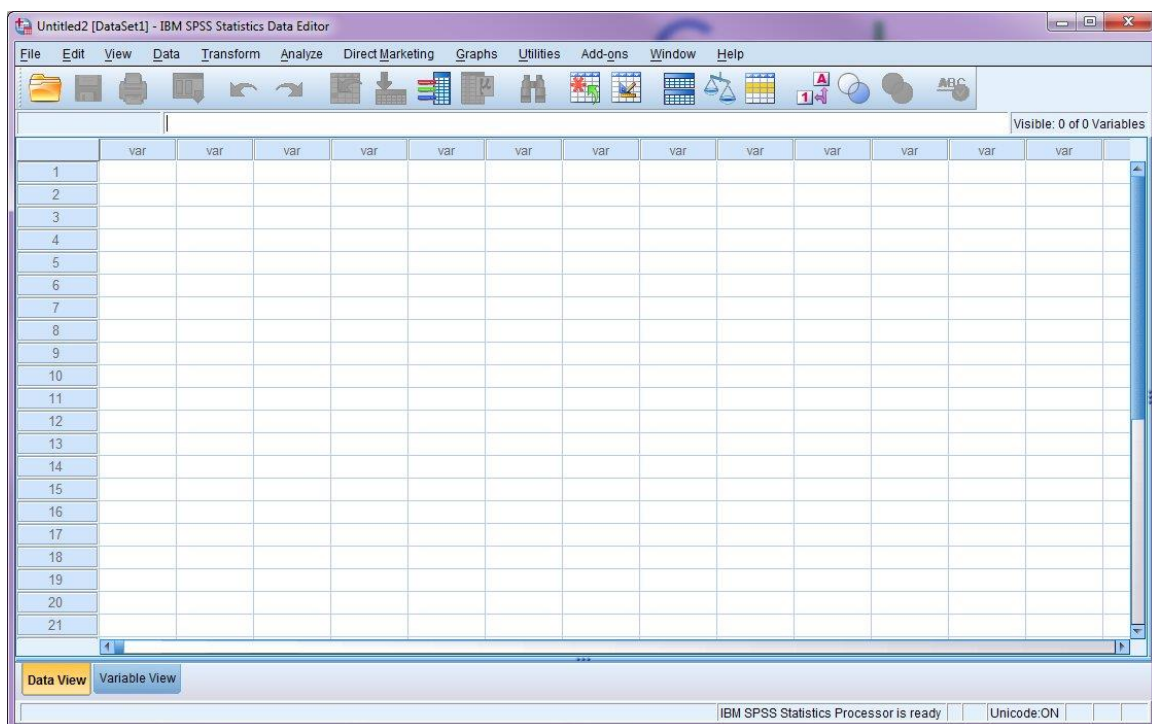 Untitled2 [DataSet1] - IBM SPSS Statistics Data Editor
File Edit View Data Transform Analyze Direct Marketing Graphs Utilities Add-ons Window Help
A
1
ABC
Visible: 0 of 0 Variables
var var var var var var var var var var var var var
1
2
3
4
5
6
7
8
9
10
11
12
13
14
15
16
17
18
19
20
21
Data View Variable View
IBM SPSS Statistics Processor is ready Unicode:ON